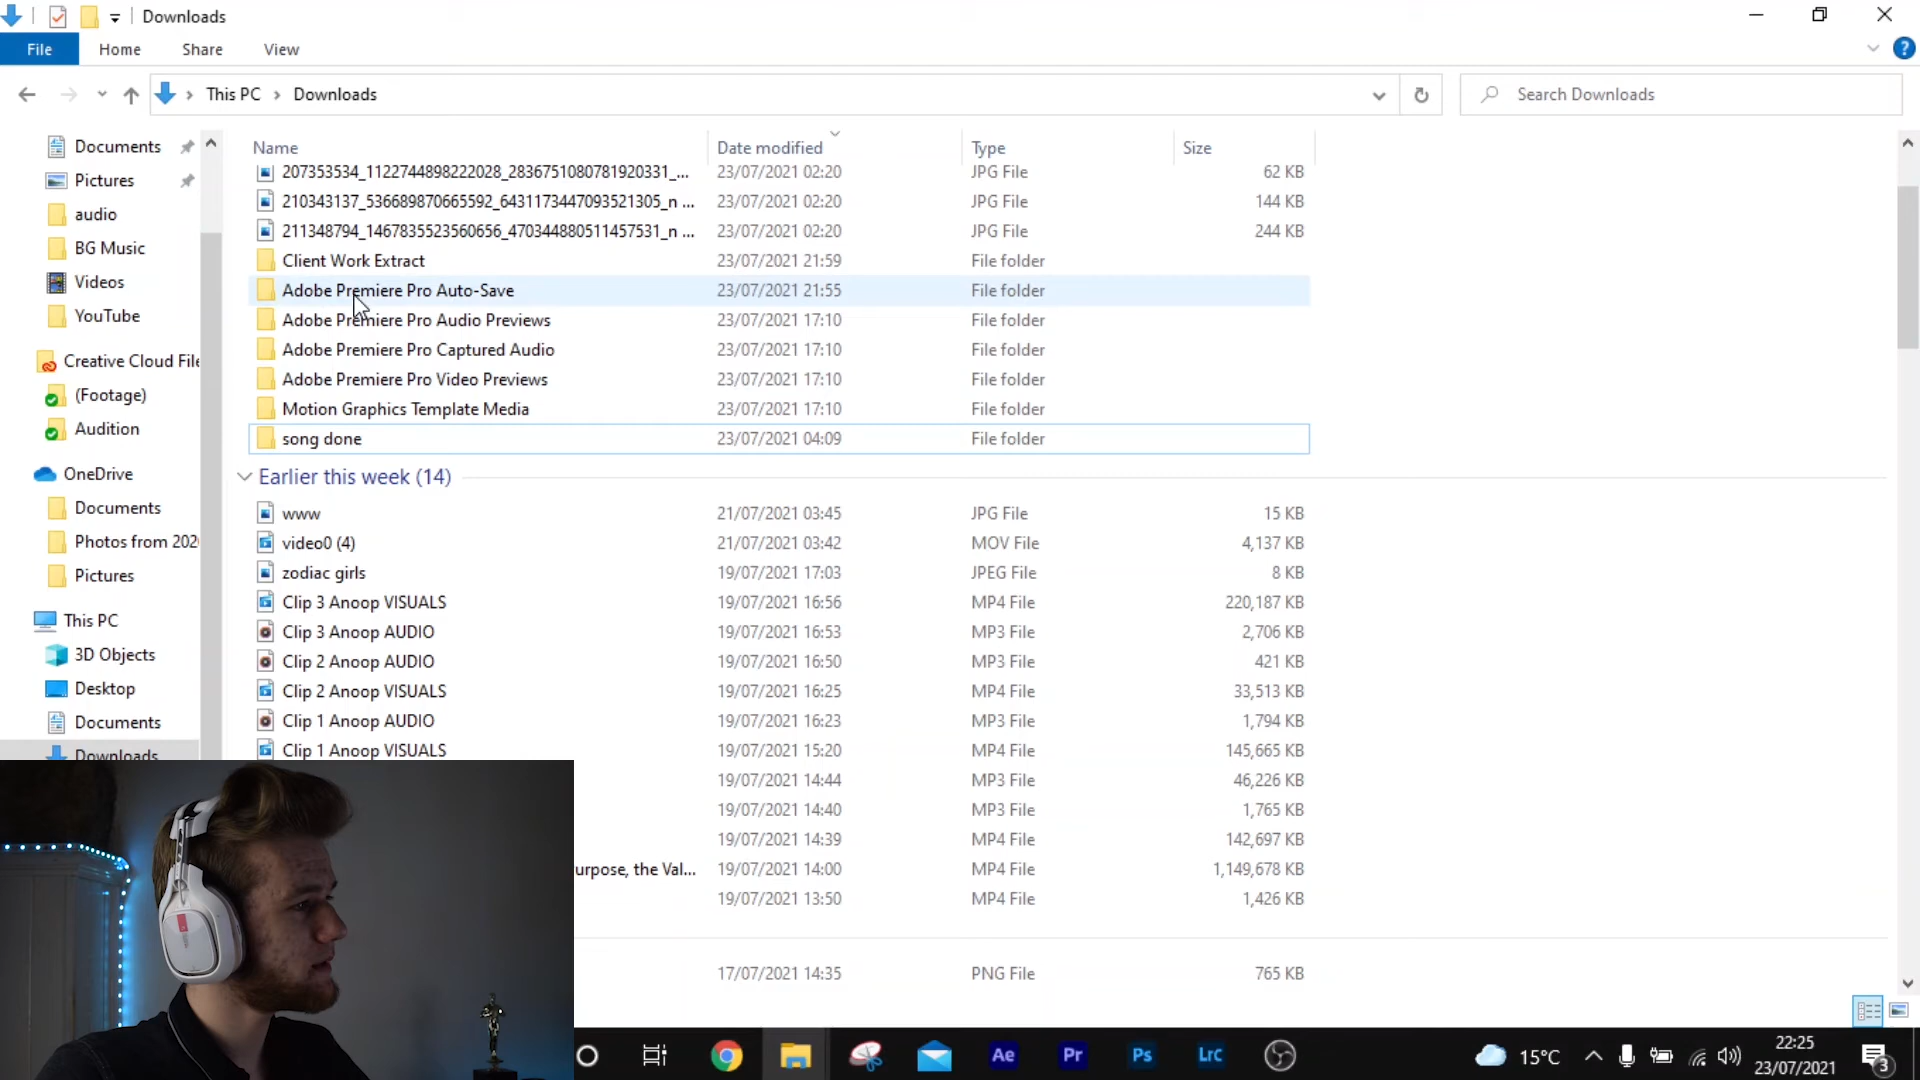 Downloads
File Home Share View
This PC Downloads Search Downloads
Name Date modified Type Size
207353534_1122744898222028_2836751080781920331_... 23/07/2021 02:20 JPG File 62 KB
210343137_536689870665592_6431173447093521305_n ... 23/07/2021 02:20 JPG File 144 KB
211348794_1467835523560656_470344880511457531_n ... 23/07/2021 02:20 JPG File 244 KB
Client Work Extract 23/07/2021 21:59 File folder
Adobe Premiere Pro Auto-Save 23/07/2021 21:55 File folder
Adobe Premiere Pro Audio Previews 23/07/2021 17:10 File folder
Adobe Premiere Pro Captured Audio 23/07/2021 17:10 File folder
Adobe Premiere Pro Video Previews 23/07/2021 17:10 File folder
Motion Graphics Template Media 23/07/2021 17:10 File folder
song done 23/07/2021 04:09 File folder
Earlier this week (14)
www 21/07/2021 03:45 JPG File 15 KB
video0 (4) 21/07/2021 03:42 MOV File 4,137 KB
zodiac girls 19/07/2021 17:03 JPEG File 8 KB
Clip 3 Anoop VISUALS 19/07/2021 16:56 MP4 File 220,187 KB
Clip 3 Anoop AUDIO 19/07/2021 16:53 MP3 File 2,706 KB
Clip 2 Anoop AUDIO 19/07/2021 16:50 MP3 File 421 KB
Clip 2 Anoop VISUALS 19/07/2021 16:25 MP4 File 33,513 KB
Clip 1 Anoop AUDIO 19/07/2021 16:23 MP3 File 1,794 KB
Clip 1 Anoop VISUALS 19/07/2021 15:20 MP4 File 145,665 KB
19/07/2021 14:44 MP3 File 46,226 KB
19/07/2021 14:40 MP3 File 1,765 KB
19/07/2021 14:39 MP4 File 142,697 KB
urpose, the Val... 19/07/2021 14:00 MP4 File 1,149,678 KB
19/07/2021 13:50 MP4 File 1,426 KB
17/07/2021 14:35 PNG File 765 KB
Documents
Pictures
audio
BG Music
Videos
YouTube
Creative Cloud File
(Footage)
Audition
OneDrive
Documents
Photos from 202
Pictures
This PC
3D Objects
Desktop
Documents
Downloads
Ae Pr Ps Lrc 15°C 22:25
23/07/2021 3